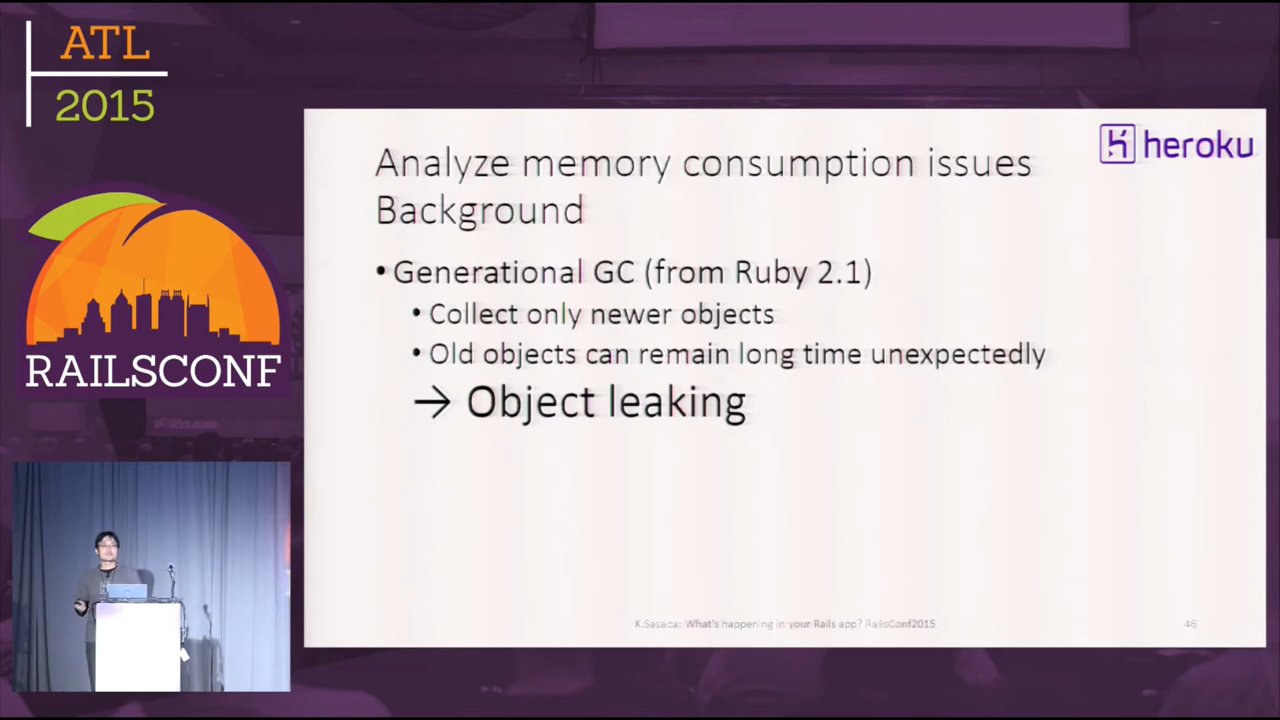 ATL
2015
RAILSCONF
heroku
Analyze memory consumption issues
Background
• Generational GC (from Ruby 2.1)
• Collect only newer objects
• Old objects can remain long time unexpectedly
→ Object leaking
K.Sasada: What's happening in your Rails app? RailsConf2015
46